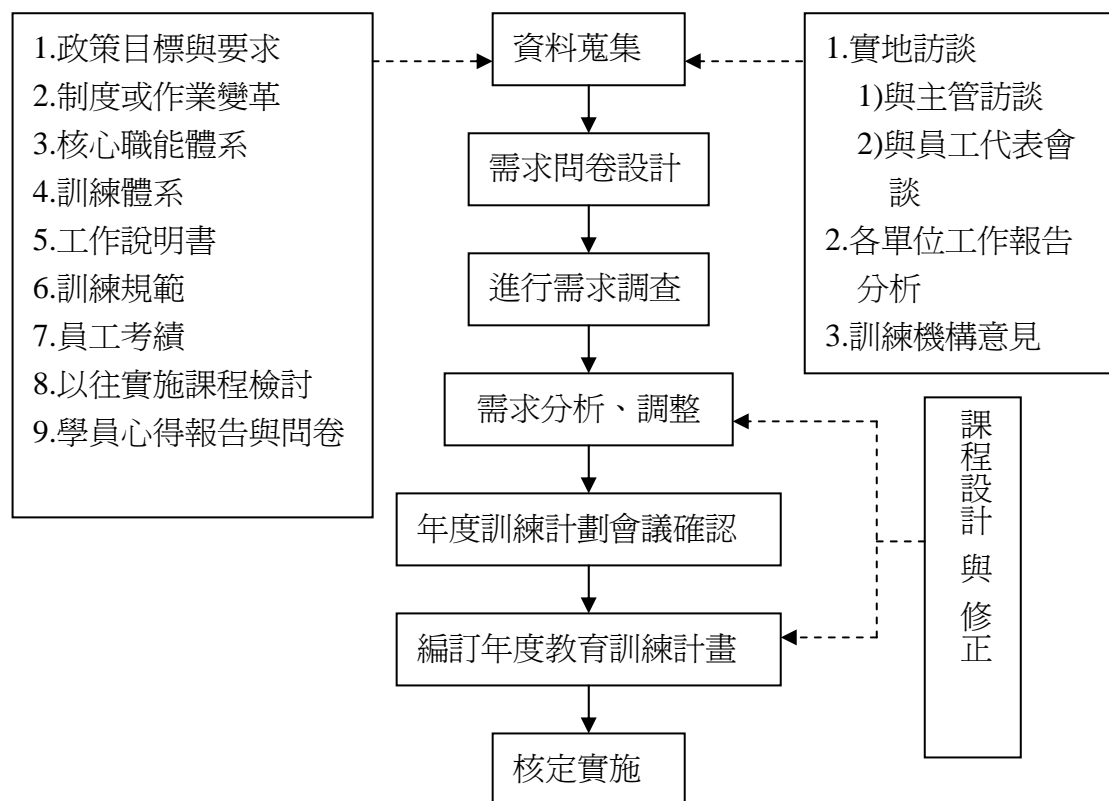 1.政策目標與要求
2.制度或作業變革
3.核心職能體系
4.訓練體系
5.工作說明書
6.訓練規範
7.員工考績
8.以往實施課程檢討
9.學員心得報告與問卷
資料蒐集
需求問卷設計
進行需求調查
需求分析、調整
年度訓練計劃會議確認
編訂年度教育訓練計畫
核定實施
1.實地訪談
1)與主管訪談
2)與員工代表會
談
2.各單位工作報告
分析
3.訓練機構意見
課程設計與修正